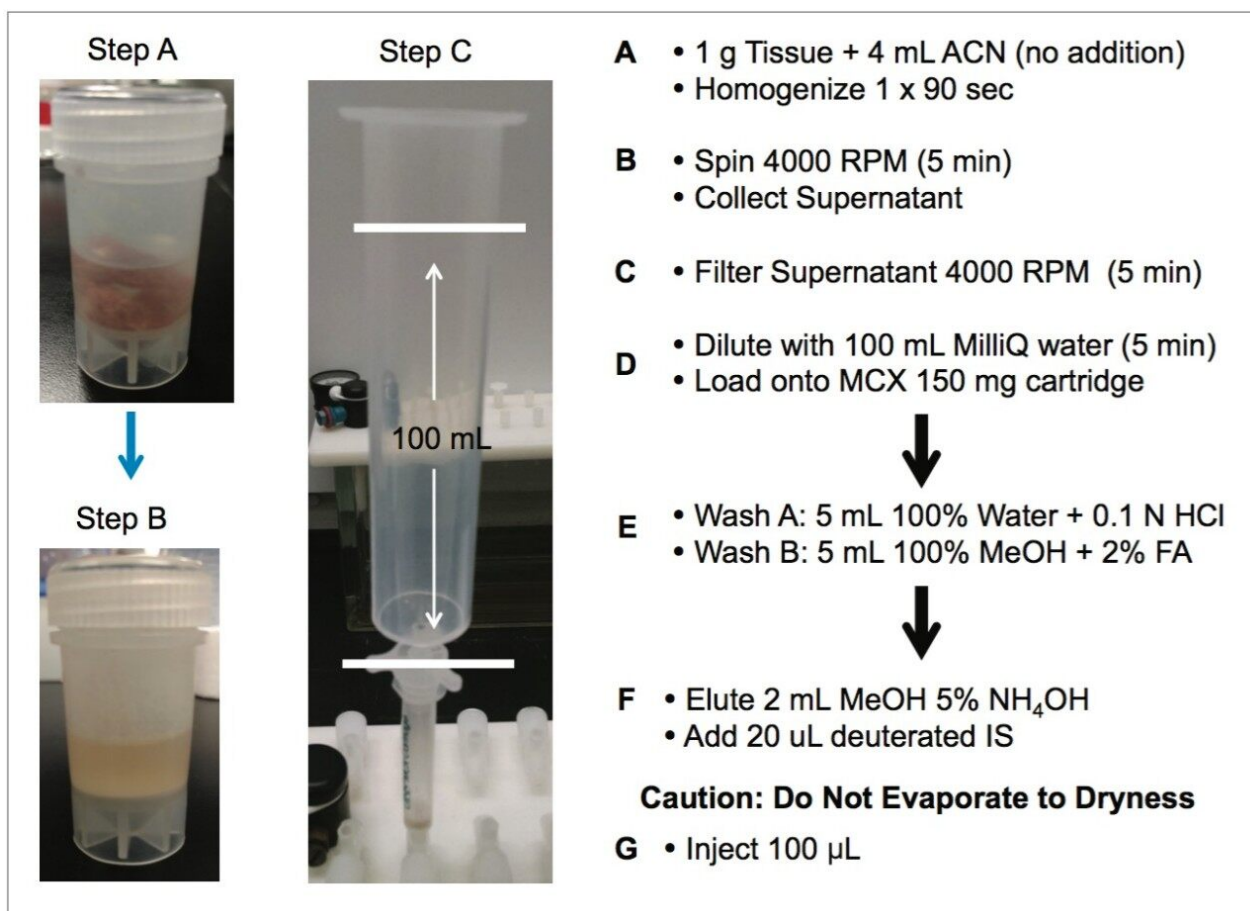 Step A
Step B
Step C
100 mL
A • 1 g Tissue + 4 mL ACN (no addition)
• Homogenize 1 x 90 sec
B • Spin 4000 RPM (5 min)
• Collect Supernatant
C • Filter Supernatant 4000 RPM (5 min)
D • Dilute with 100 mL MilliQ water (5 min)
• Load onto MCX 150 mg cartridge
E • Wash A: 5 mL 100% Water + 0.1 N HCl
• Wash B: 5 mL 100% MeOH + 2% FA
F • Elute 2 mL MeOH 5% NH₄OH
• Add 20 uL deuterated IS
Caution: Do Not Evaporate to Dryness
G • Inject 100 µL